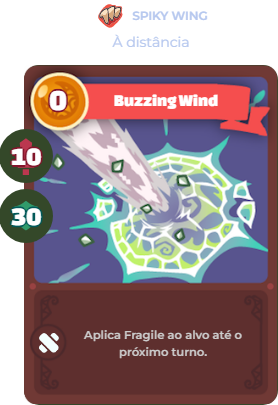 SPIKY WING
À distância
0
Buzzing Wind
10
30
Aplica Fragile ao alvo até o
próximo turno.